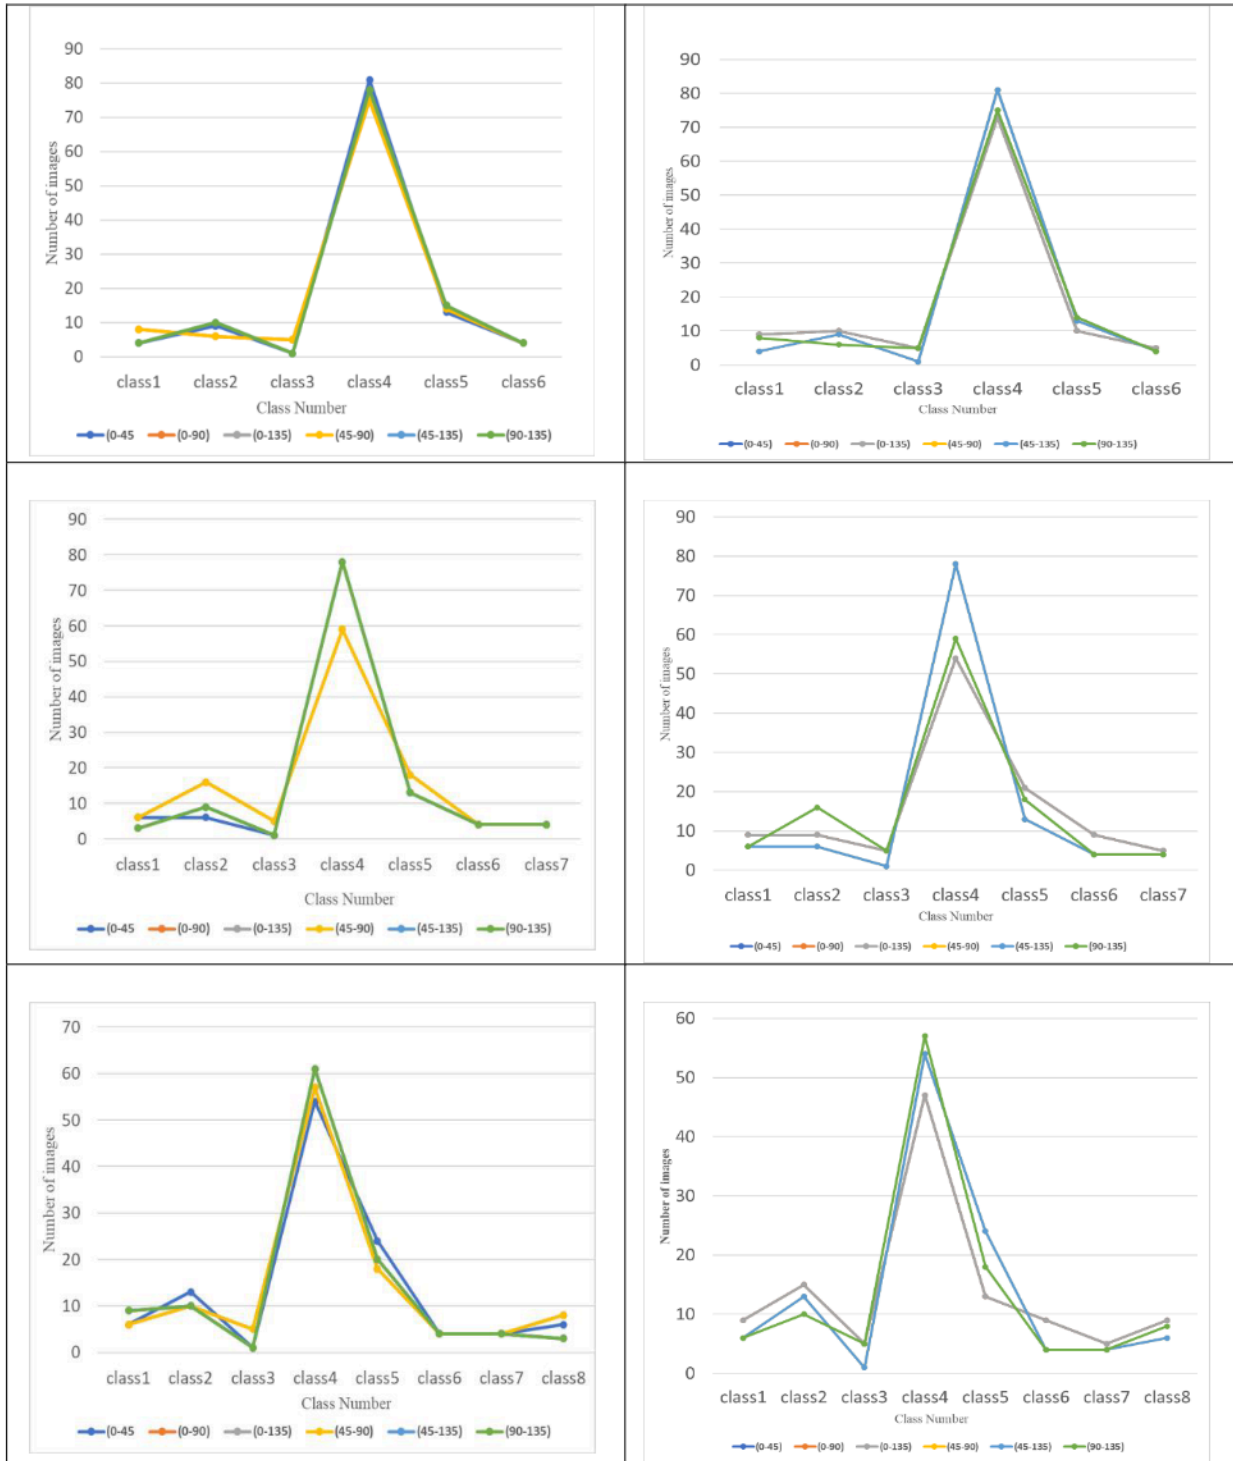 90
80
70
60
50
40
30
20
10
0
Number of images
class1 class2 class3 class4 class5 class6
Class Number
(0-45 (0-90) (0-135) (45-90) (45-135) (90-135)
90
80
70
60
50
40
30
20
10
0
Number of images
class1 class2 class3 class4 class5 class6
Class Number
(0-45) (0-90) (0-135) (45-90) (45-135) (90-135)
90
80
70
60
50
40
30
20
10
0
Number of images
class1 class2 class3 class4 class5 class6 class7
Class Number
(0-45 (0-90) (0-135) (45-90) (45-135) (90-135)
90
80
70
60
50
40
30
20
10
0
Number of images
class1 class2 class3 class4 class5 class6 class7
Class Number
(0-45) (0-90) (0-135) (45-90) (45-135) (90-135)
70
60
50
40
30
20
10
0
Number of images
class1 class2 class3 class4 class5 class6 class7 class8
Class Number
(0-45 (0-90) (0-135) (45-90) (45-135) (90-135)
60
50
40
30
20
10
0
Number of images
class1 class2 class3 class4 class5 class6 class7 class8
Class Number
(0-45) (0-90) (0-135) (45-90) (45-135) (90-135)